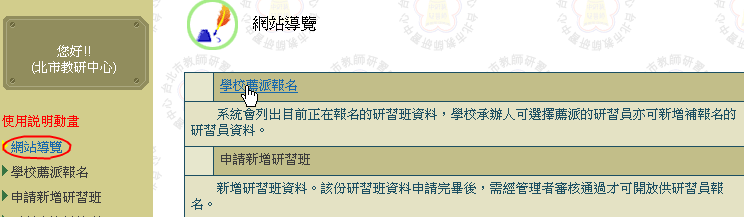 您好!!
(北市教研中心)
使用說明動畫
網站導覽
學校薦派報名
申請新增研習班
網站導覽
學校薦派報名
系統會列出目前正在報名的研習班資料，學校承辦人可選擇薦派的研習員亦可新增補報名的
研習員資料。
申請新增研習班
新增研習班資料。該份研習班資料申請完畢後，需經管理者審核通過才可開放供研習員報
名。